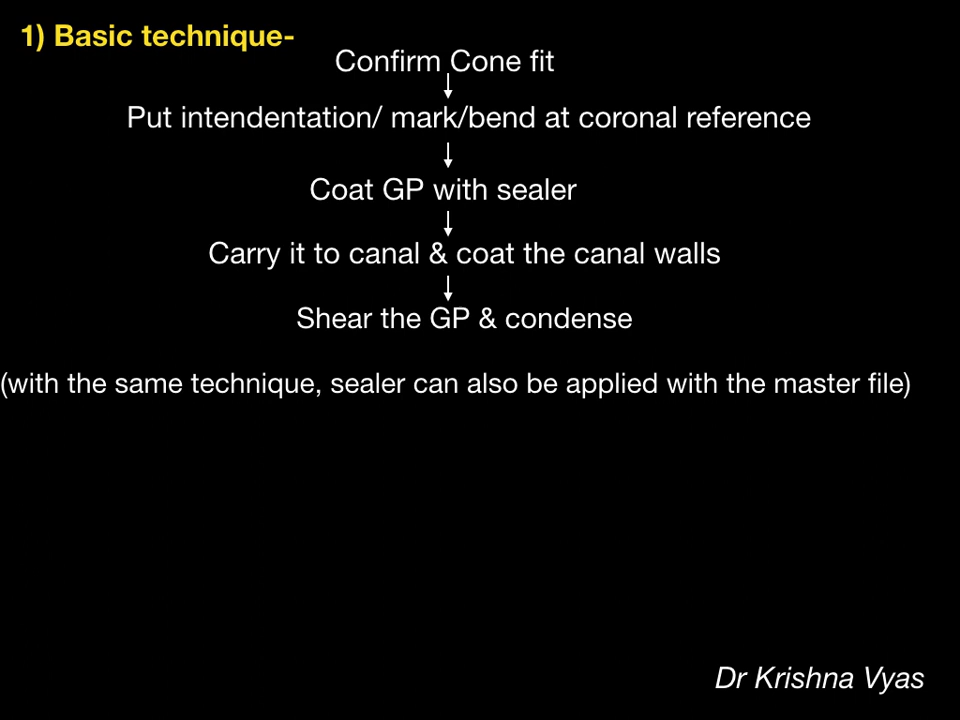 1) Basic technique-
Confirm Cone fit
Put intendentation/ mark/bend at coronal reference
Coat GP with sealer
Carry it to canal & coat the canal walls
Shear the GP & condense
(with the same technique, sealer can also be applied with the master file)
Dr Krishna Vyas